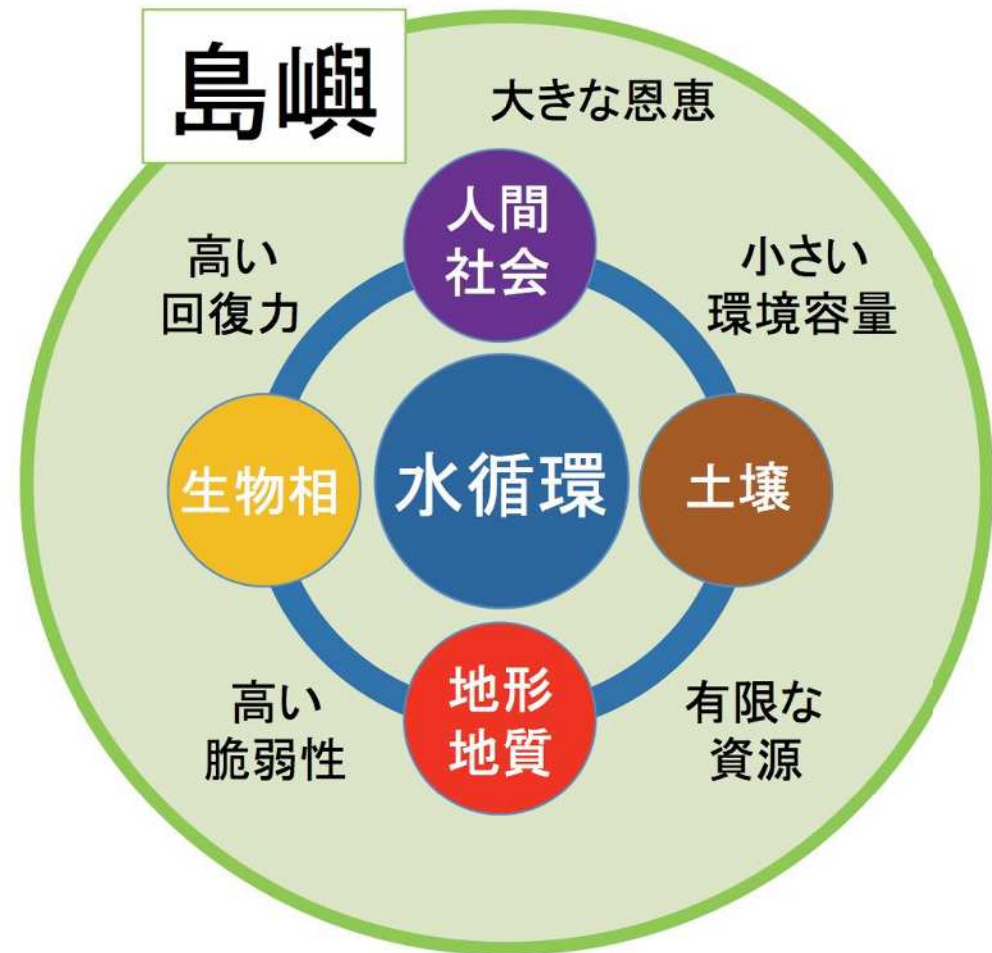 島嶼
大きな恩恵
人間
社会
高い
回復力
小さい
環境容量
生物相
水循環
土壌
高い
脆弱性
地形
地質
有限な
資源